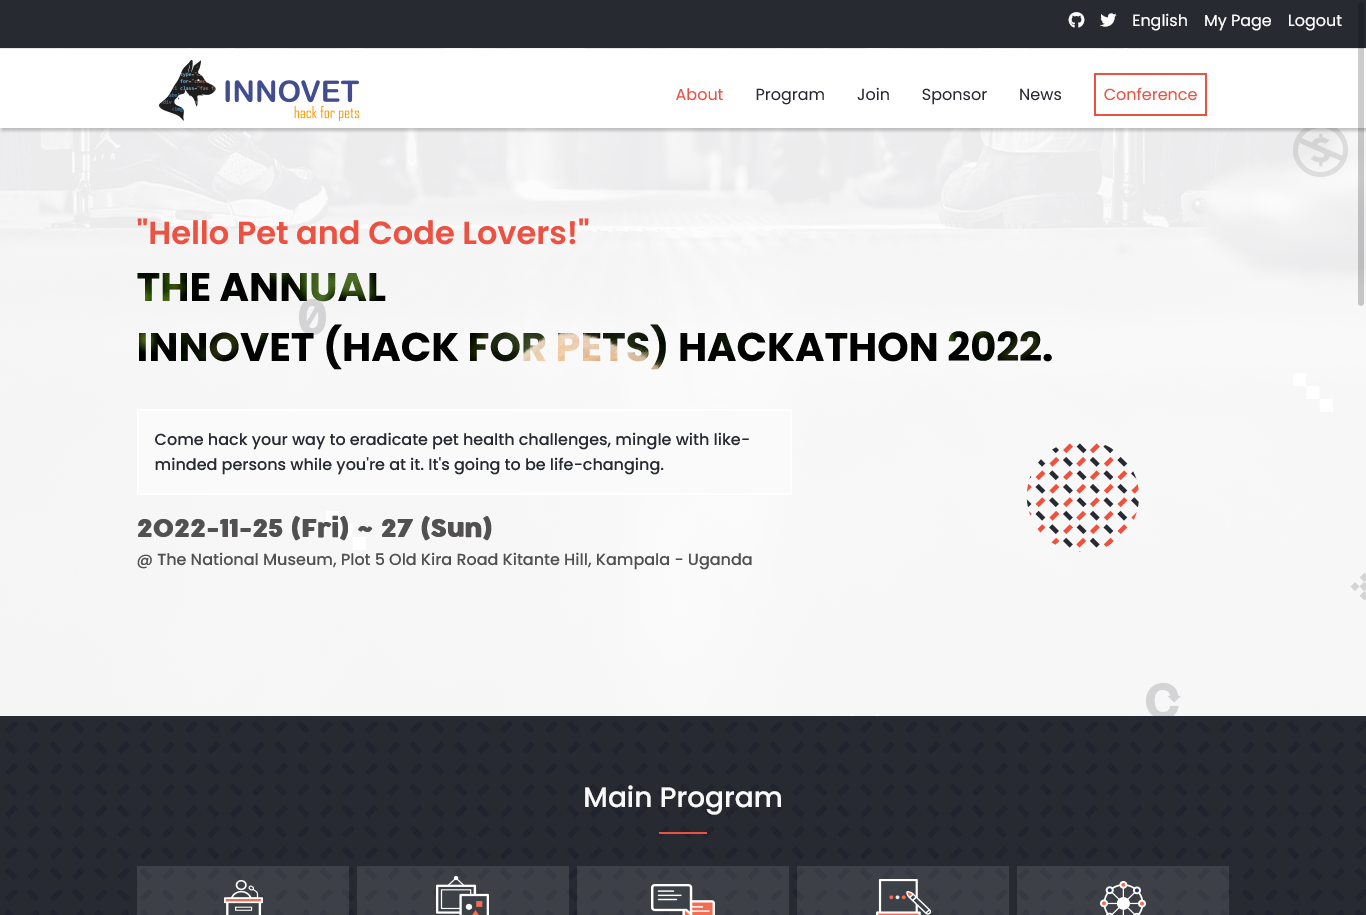 English My Page Logout
INNOVET
hack for pets
About Program Join Sponsor News Conference
"Hello Pet and Code Lovers!"
THE ANNUAL
INNOVET (HACK FOR PETS) HACKATHON 2022.
Come hack your way to eradicate pet health challenges, mingle with like-
minded persons while you're at it. It's going to be life-changing.
2022-11-25 (Fri) ~ 27 (Sun)
@ The National Museum, Plot 5 Old Kira Road Kitante Hill, Kampala - Uganda
Main Program